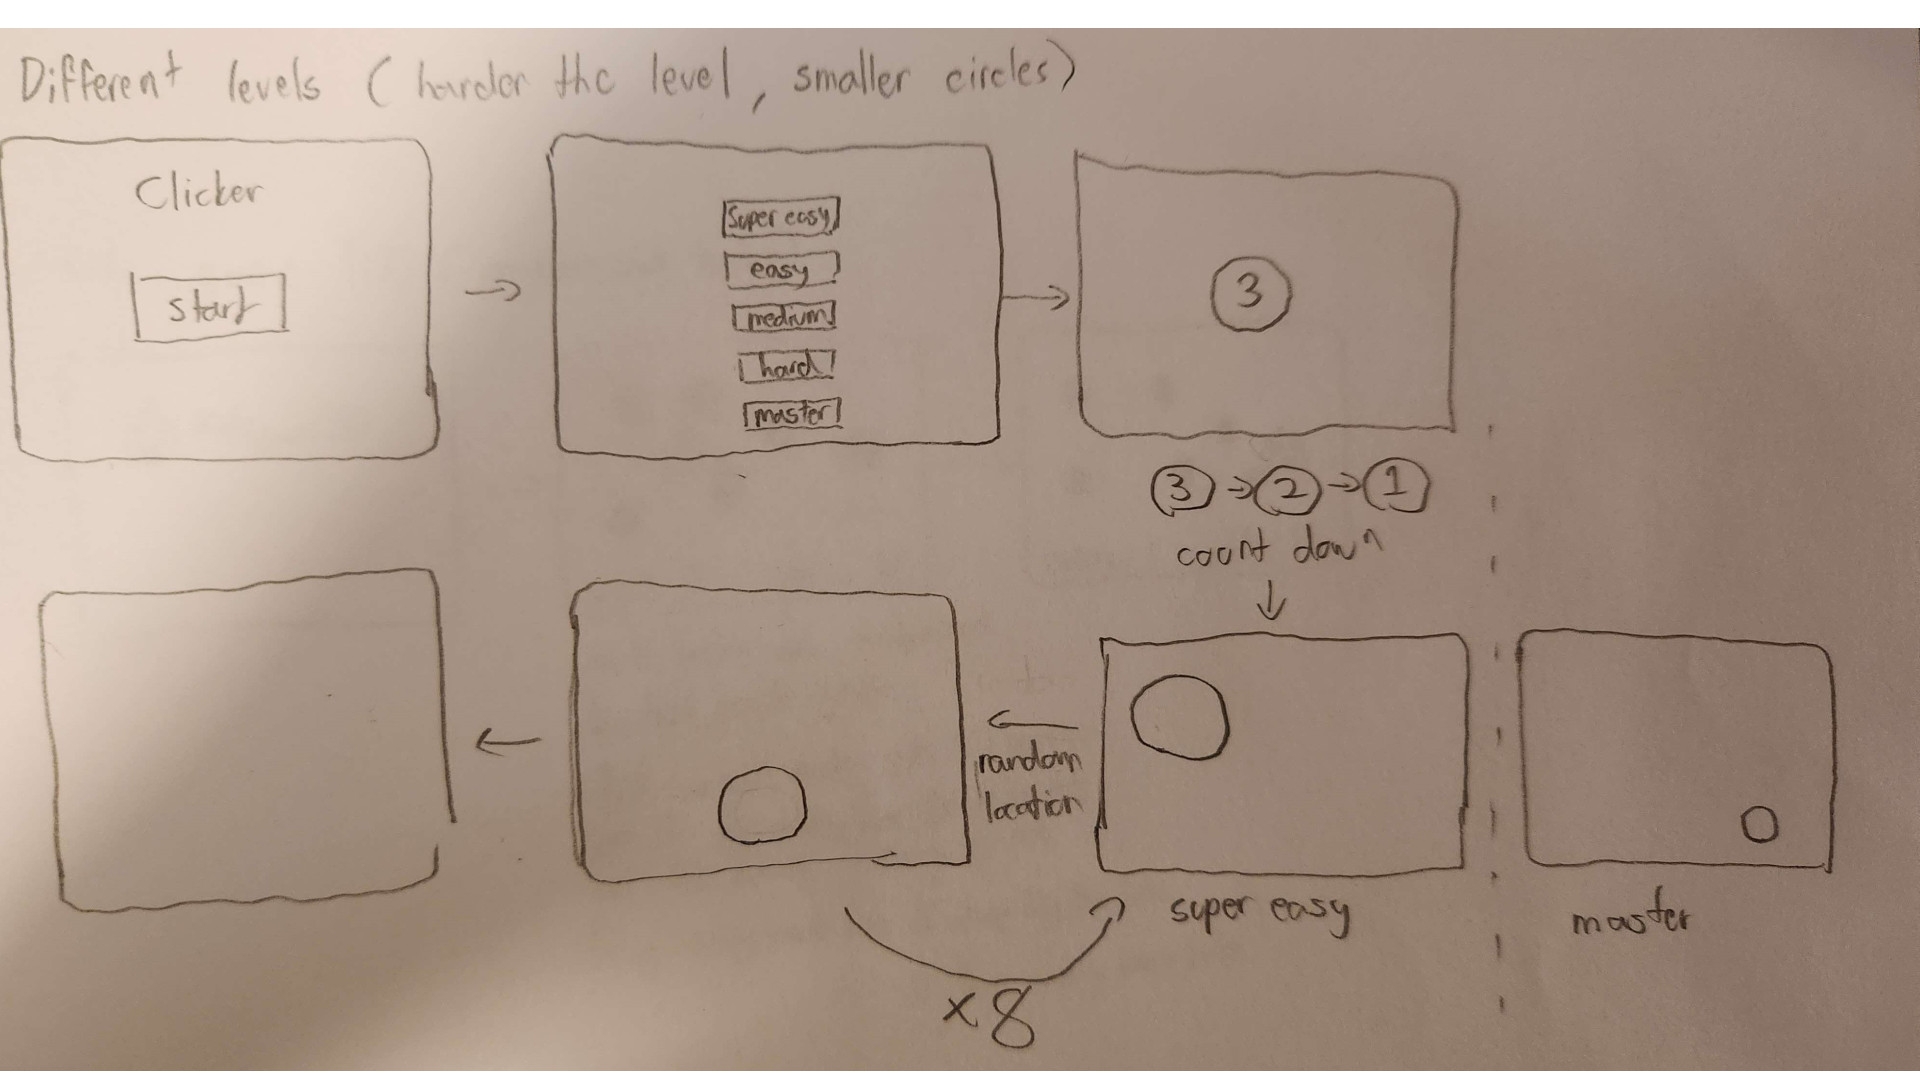 Different levels (harder the level, smaller circles)
Clicker
start
Super easy
easy
medium
hard
master
3
3 → 2 → 1
count down
random
location
super easy
master
x8